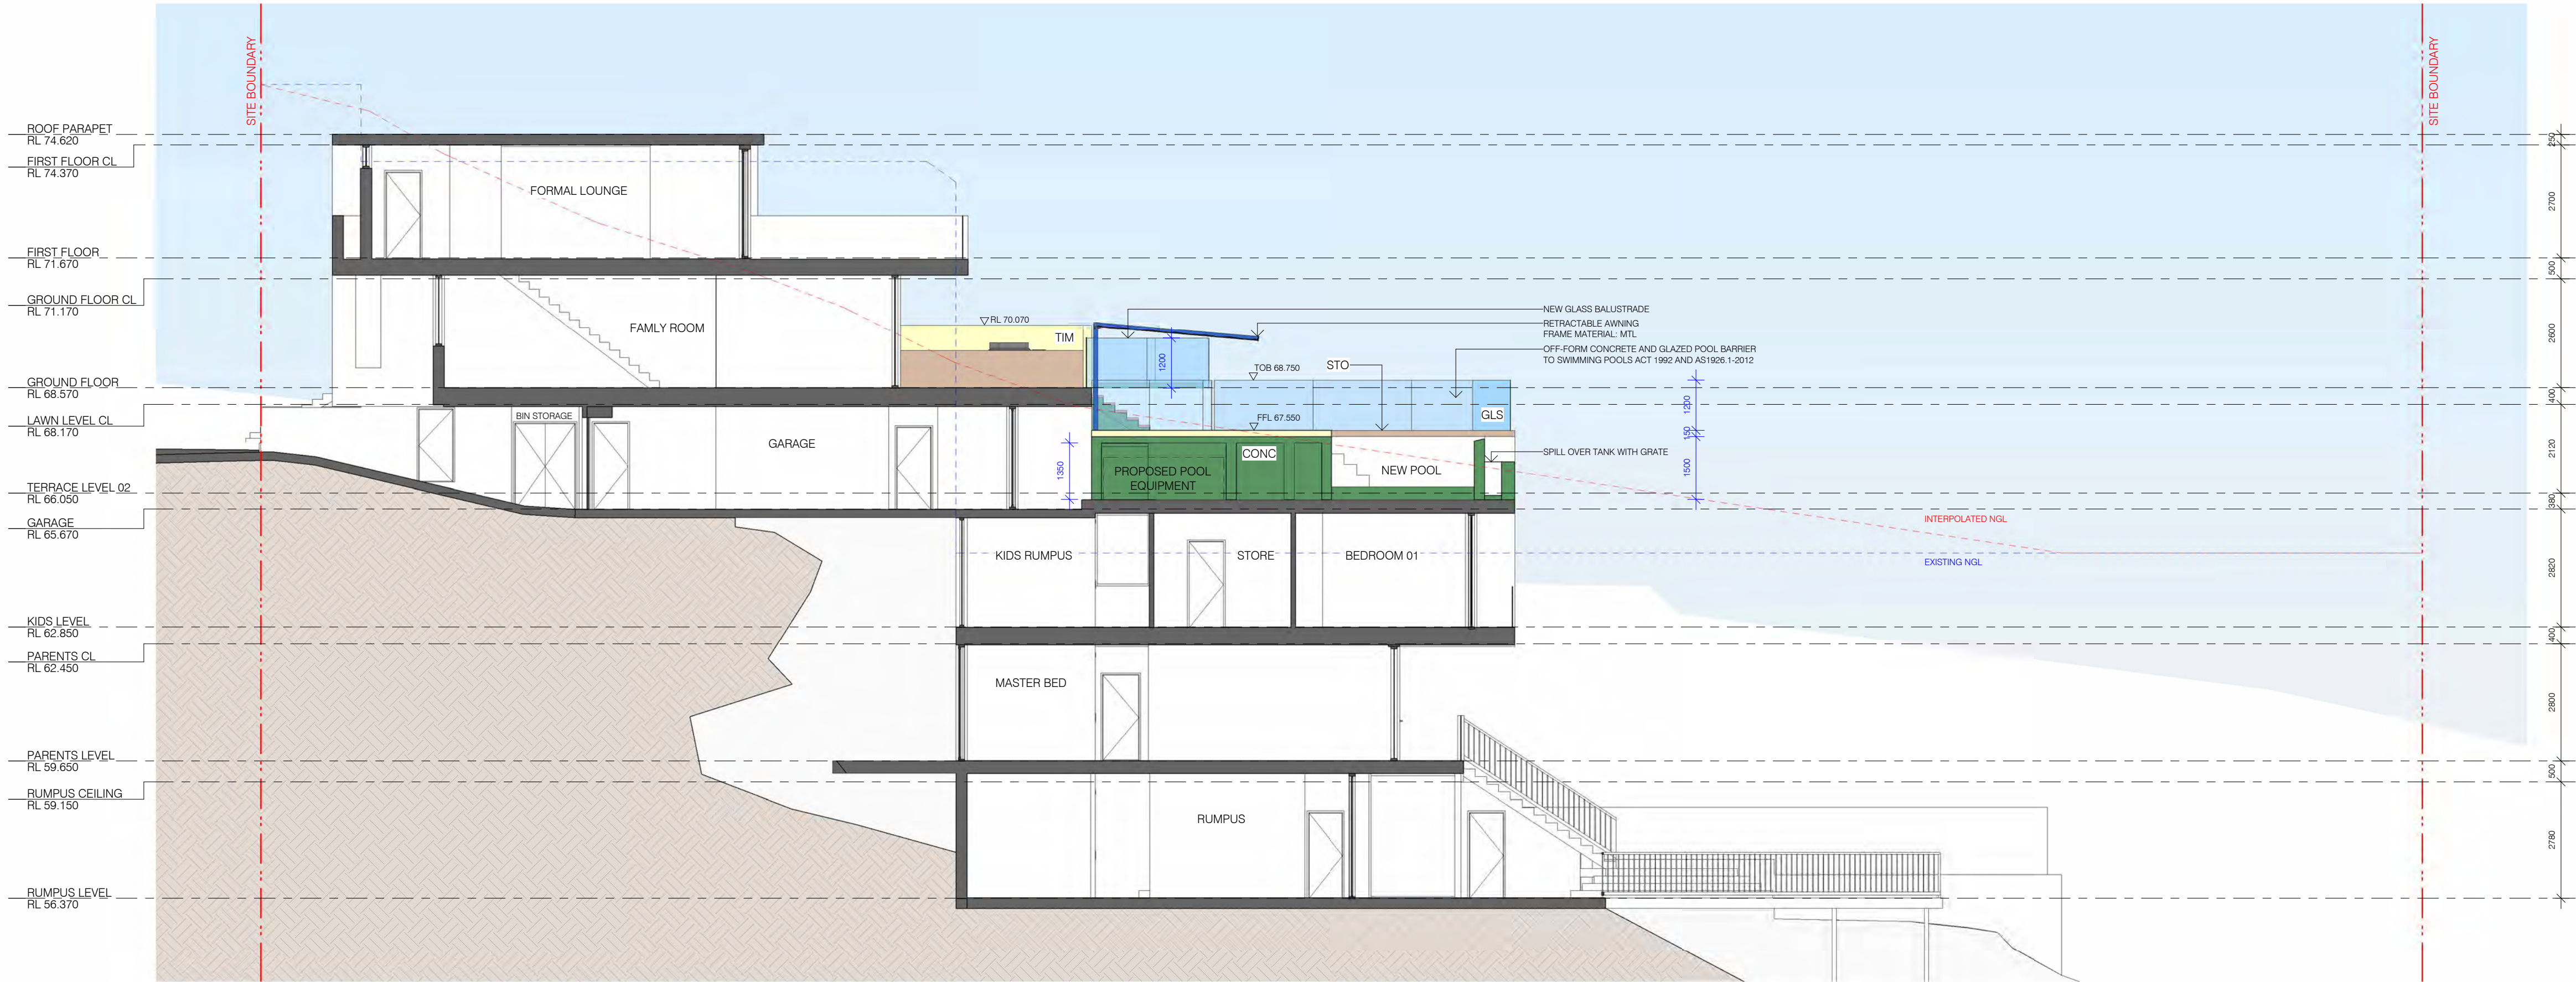 SITE BOUNDARY
SITE BOUNDARY
ROOF PARAPET
RL 74.620
FIRST FLOOR CL
RL 74.370
FIRST FLOOR
RL 71.670
GROUND FLOOR CL
RL 71.170
GROUND FLOOR
RL 68.570
LAWN LEVEL CL
RL 68.170
TERRACE LEVEL 02
RL 66.050
GARAGE
RL 65.670
KIDS LEVEL
RL 62.850
PARENTS CL
RL 62.450
PARENTS LEVEL
RL 59.650
RUMPUS CEILING
RL 59.150
RUMPUS LEVEL
RL 56.370
FORMAL LOUNGE
FAMLY ROOM
RL 70.070
TIM
1200
NEW GLASS BALUSTRADE
RETRACTABLE AWNING
FRAME MATERIAL: MTL
OFF-FORM CONCRETE AND GLAZED POOL BARRIER
TO SWIMMING POOLS ACT 1992 AND AS1926.1-2012
TOB 68.750
STO
GLS
FFL 67.550
BIN STORAGE
GARAGE
1350
CONC
PROPOSED POOL
EQUIPMENT
NEW POOL
SPILL OVER TANK WITH GRATE
1200
150
1500
INTERPOLATED NGL
EXISTING NGL
KIDS RUMPUS
STORE
BEDROOM 01
MASTER BED
RUMPUS
250
2700
500
2600
400
2120
380
2820
400
2800
500
2780